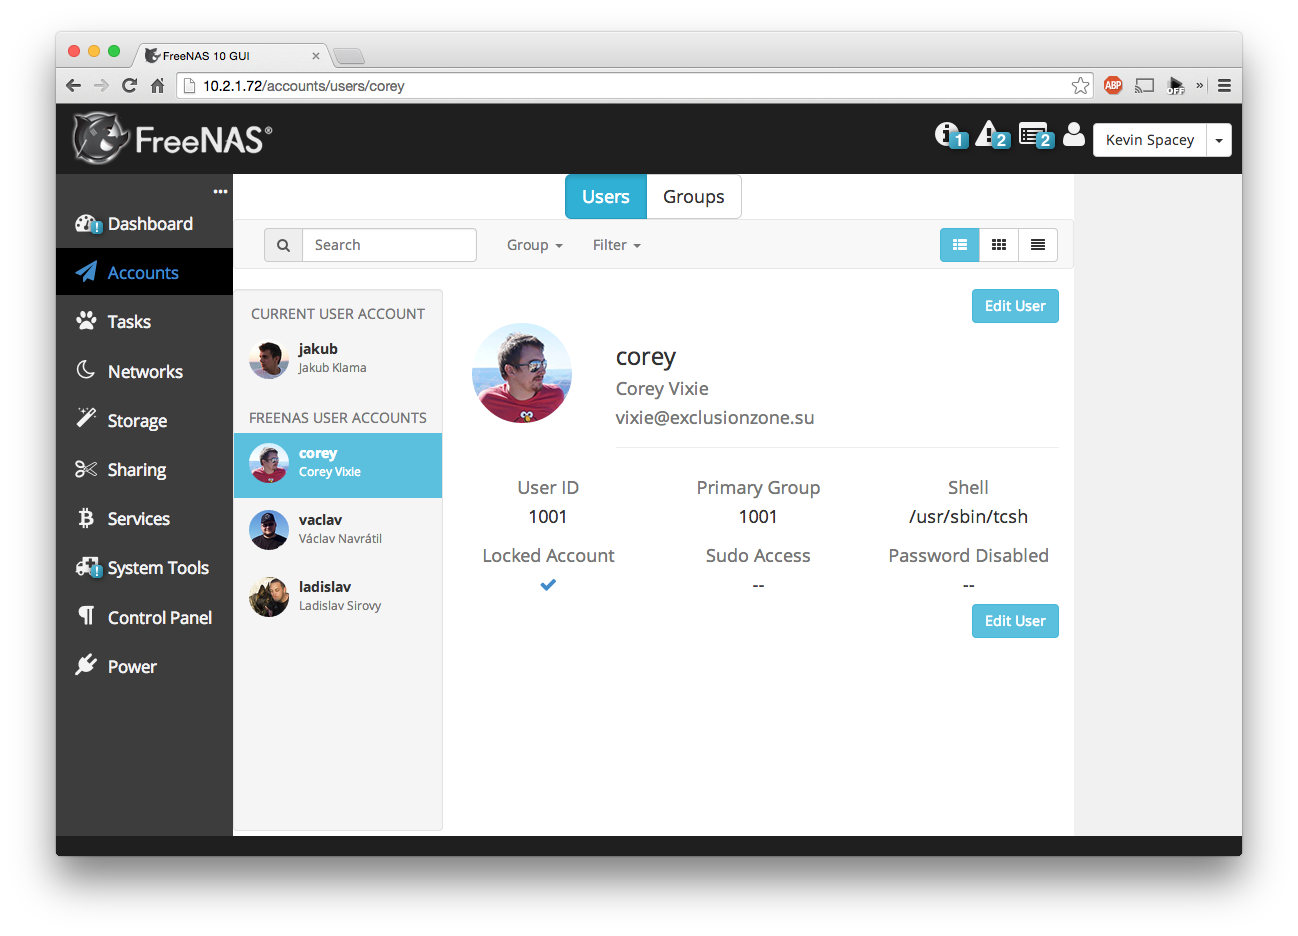 FreeNAS 10 GUI
10.2.1.72/accounts/users/corey
ABP
OFF
FreeNAS®
1
2
2
Kevin Spacey
Users
Groups
Dashboard
Accounts
Tasks
Networks
Storage
Sharing
Services
System Tools
Control Panel
Power
Search
Group
Filter
CURRENT USER ACCOUNT
jakub
Jakub Klama
FREENAS USER ACCOUNTS
corey
Corey Vixie
vaclav
Václav Navrátil
ladislav
Ladislav Sirovy
Edit User
corey
Corey Vixie
vixie@exclusionzone.su
User ID
1001
Primary Group
1001
Shell
/usr/sbin/tcsh
Locked Account
Sudo Access
--
Password Disabled
--
Edit User